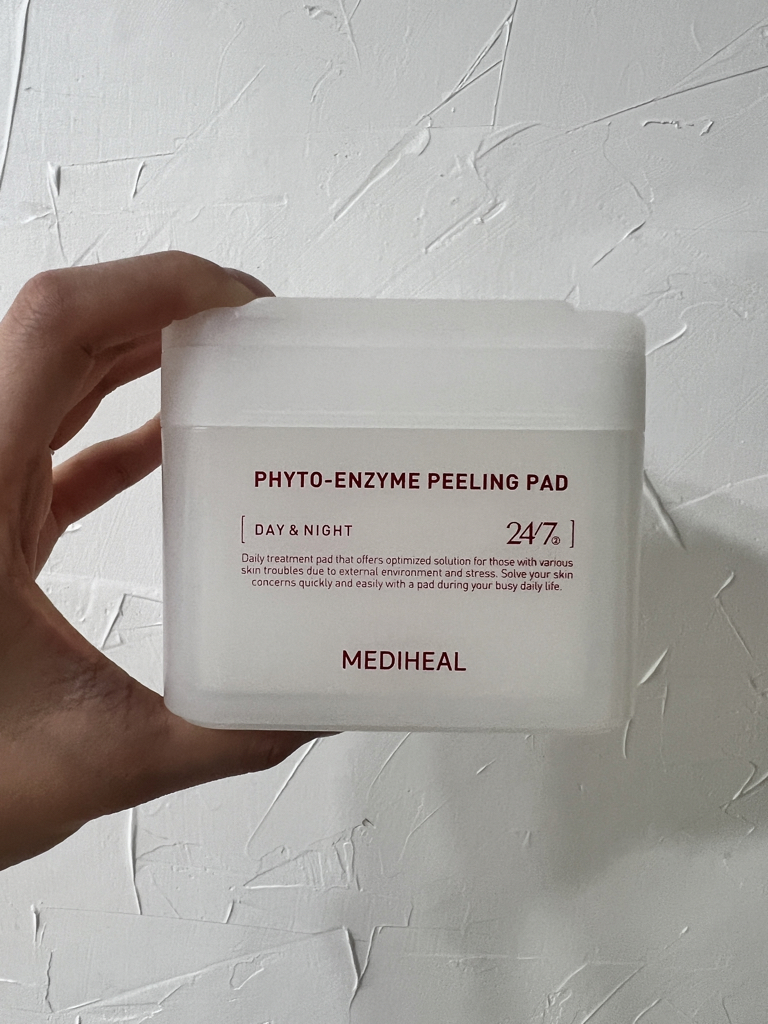 PHYTO-ENZYME PEELING PAD
[ DAY & NIGHT 24/7② ]
Daily treatment pad that offers optimized solution for those with various
skin troubles due to external environment and stress. Solve your skin
concerns quickly and easily with a pad during your busy daily life.
MEDIHEAL